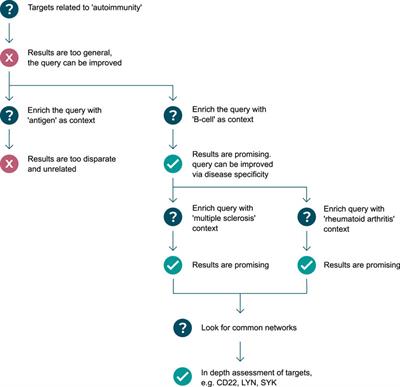 ? Targets related to 'autoimmunity'
X Results are too general,
the query can be improved
? Enrich the query with
'antigen' as context
? Enrich the query with
'B-cell' as context
X Results are too disparate
and unrelated
Results are promising.
query can be improved
via disease specificity
? Enrich query with
'multiple sclerosis'
context
? Enrich query with
'rheumatoid arthritis'
context
Results are promising
Results are promising
? Look for common networks
In depth assessment of targets,
e.g. CD22, LYN, SYK